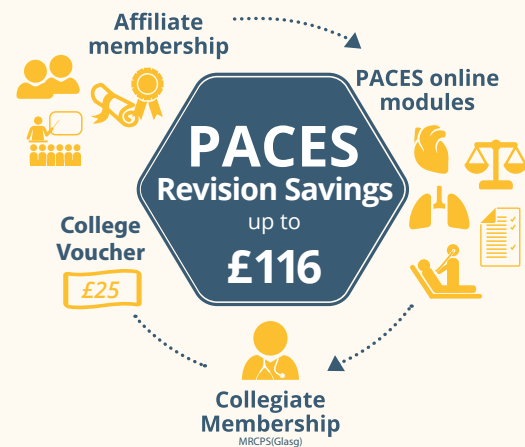 Affiliate
membership
PACES online
modules
PACES
Revision Savings
up to
£116
College
Voucher
£25
Collegiate
Membership
MRCPS(Glasg)